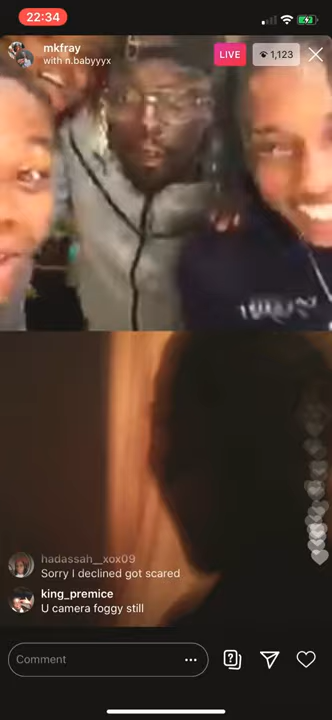 22:34
mkfray
with n.babyyyx
LIVE
1,123
hadassah__xox09
Sorry I declined got scared
king_premice
U camera foggy still
Comment